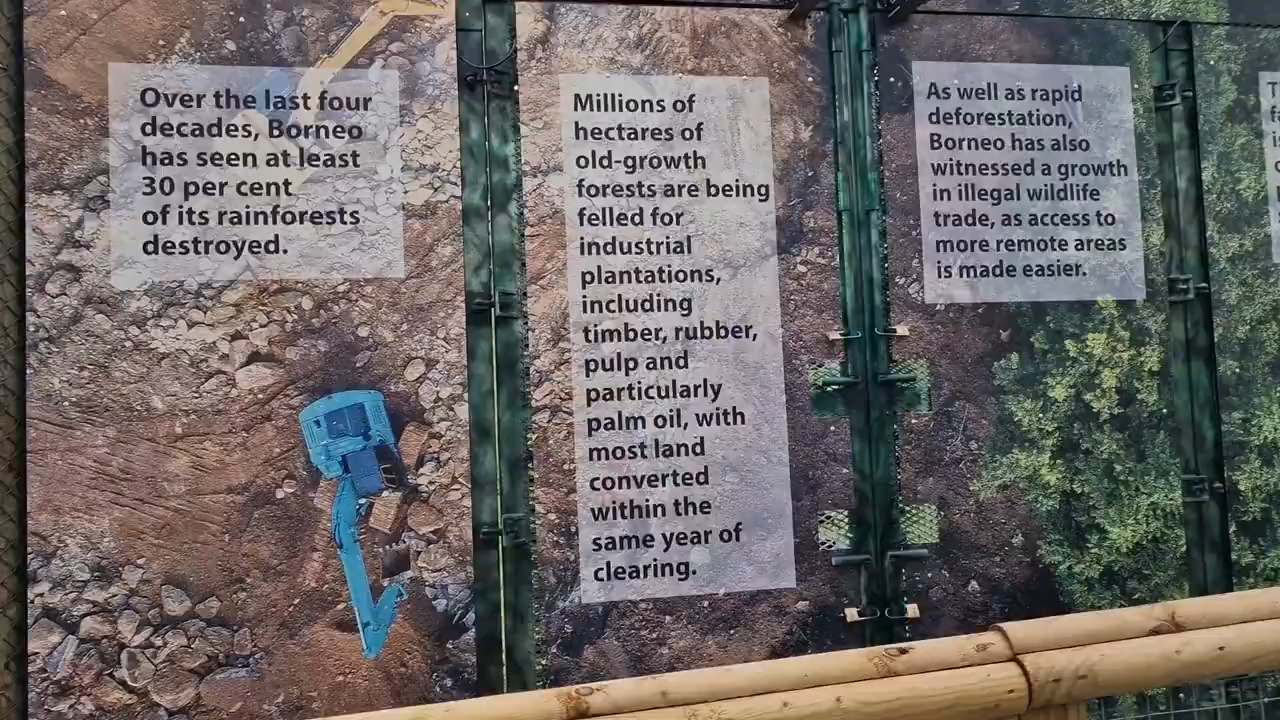 Over the last four
decades, Borneo
has seen at least
30 per cent
of its rainforests
destroyed.
Millions of
hectares of
old-growth
forests are being
felled for
industrial
plantations,
including
timber, rubber,
pulp and
particularly
palm oil, with
most land
converted
within the
same year of
clearing.
As well as rapid
deforestation,
Borneo has also
witnessed a growth
in illegal wildlife
trade, as access to
more remote areas
is made easier.